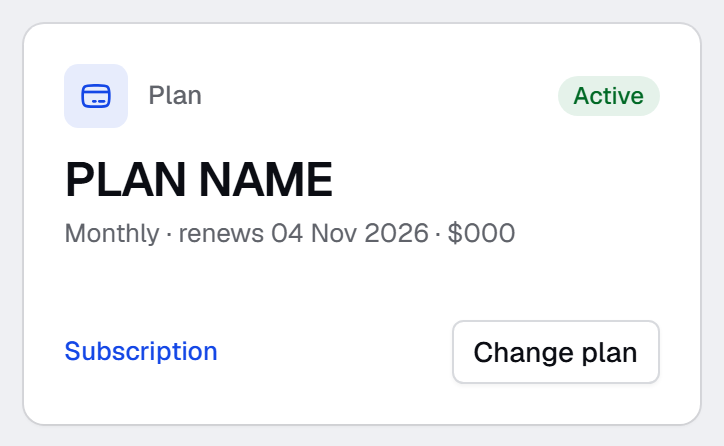 Plan
Active
PLAN NAME
Monthly · renews 04 Nov 2026 · $000
Subscription
Change plan